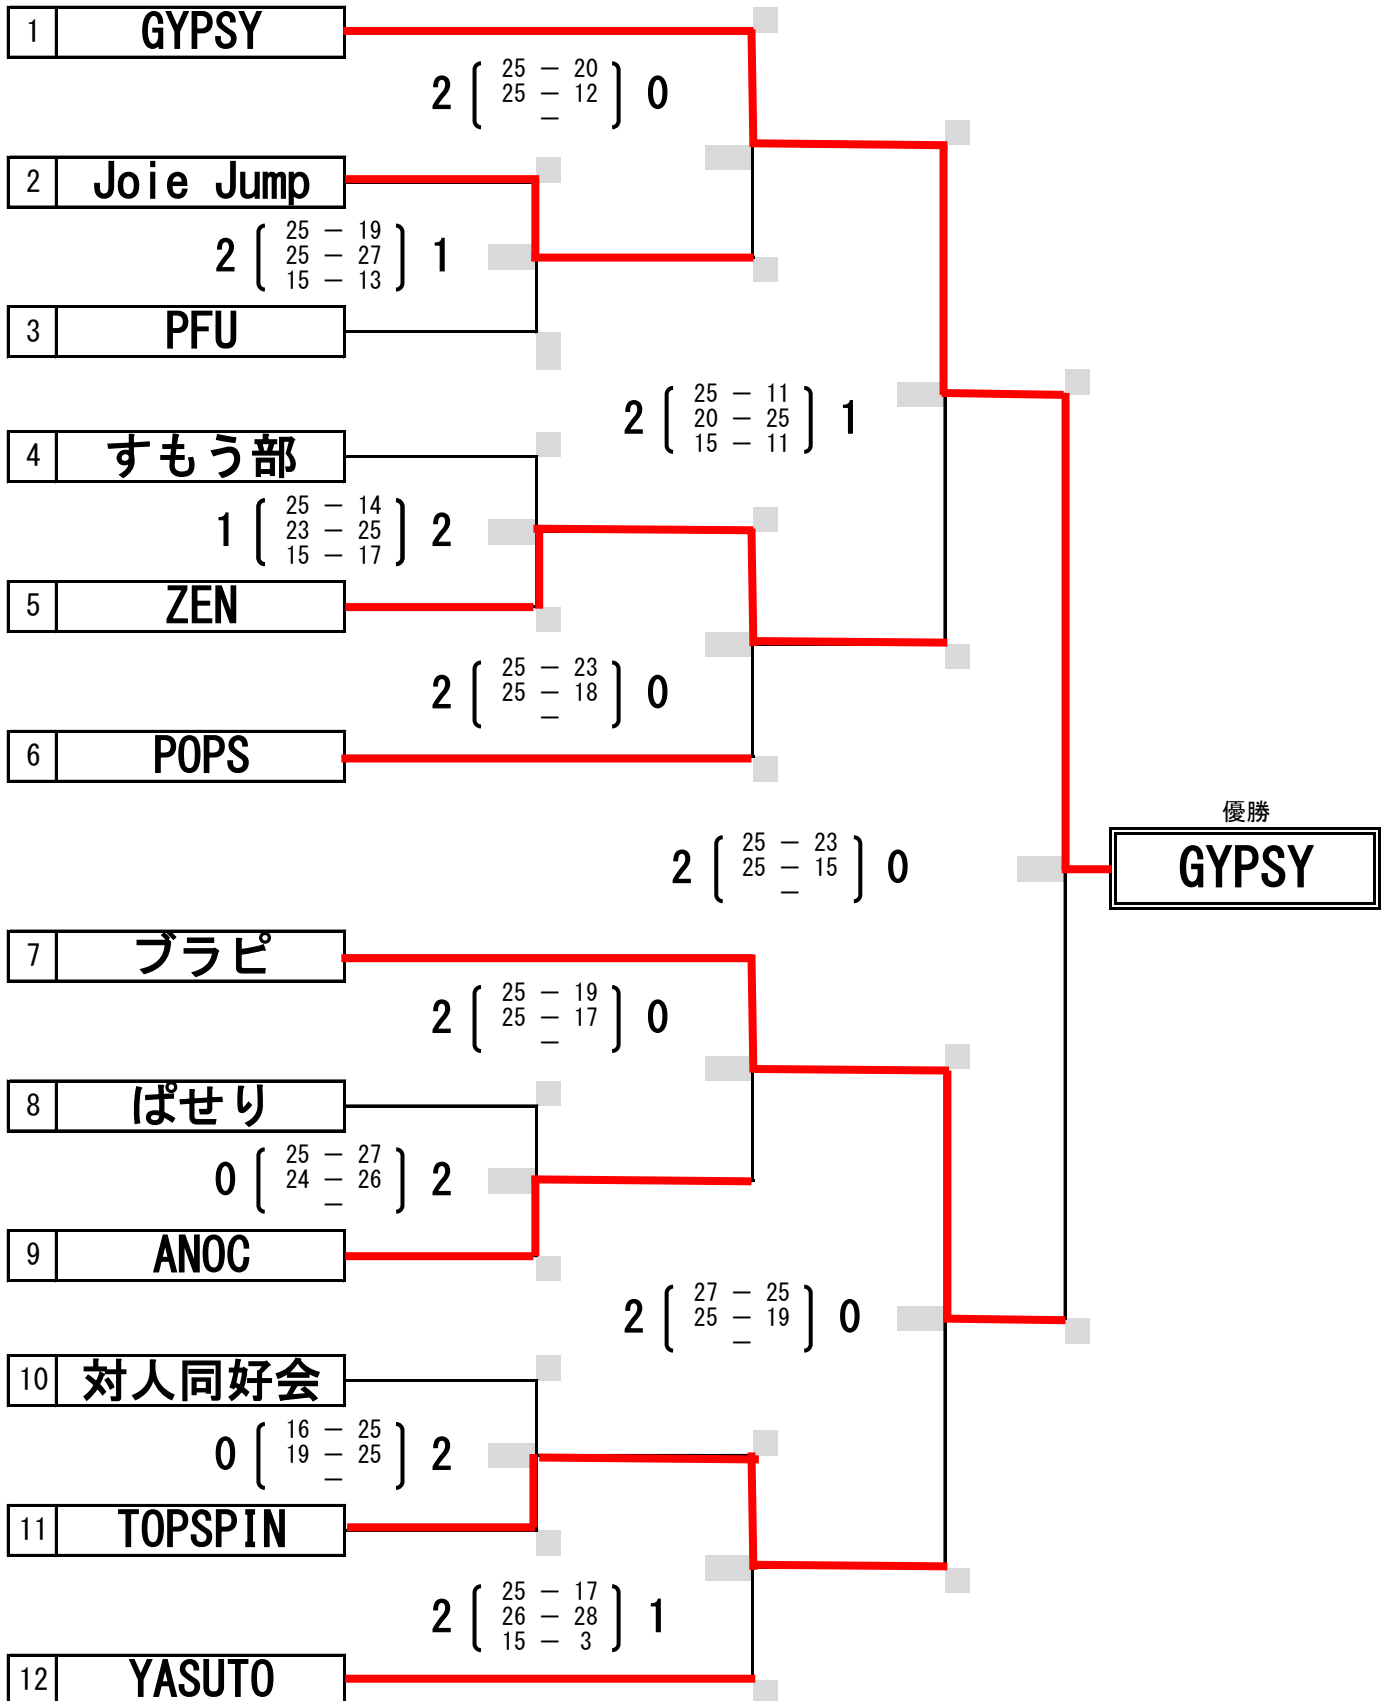 1 GYPSY
2 ( 25 － 20 ) 0
25 － 12
－
2 Joie Jump
2 ( 25 － 19 ) 1
25 － 27
15 － 13
3 PFU
2 ( 25 － 11 ) 1
20 － 25
15 － 11
4 すもう部
1 ( 25 － 14 ) 2
23 － 25
15 － 17
5 ZEN
2 ( 25 － 23 ) 0
25 － 18
－
6 POPS
優勝
GYPSY
2 ( 25 － 23 ) 0
25 － 15
－
7 ブラピ
2 ( 25 － 19 ) 0
25 － 17
－
8 ぱせり
0 ( 25 － 27 ) 2
24 － 26
－
9 ANOC
2 ( 27 － 25 ) 0
25 － 19
－
10 対人同好会
0 ( 16 － 25 ) 2
19 － 25
－
11 TOPSPIN
2 ( 25 － 17 ) 1
26 － 28
15 － 3
12 YASUTO